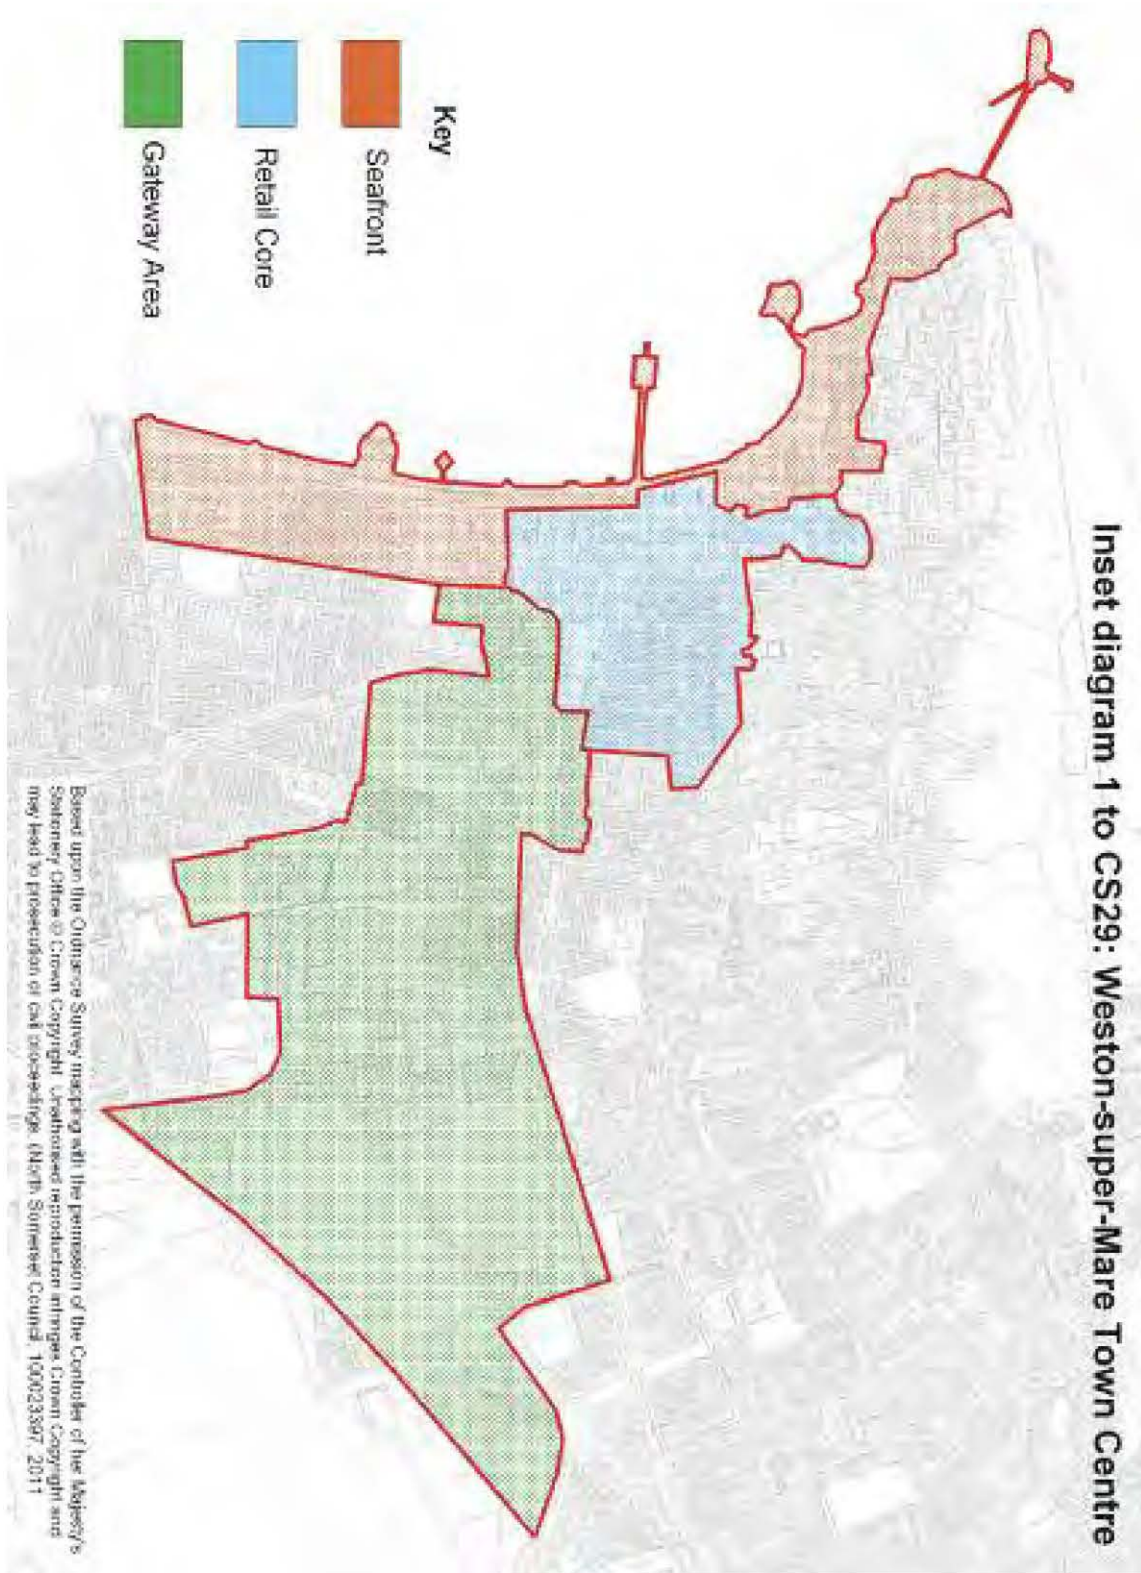 Inset diagram 1 to CS29: Weston-super-Mare Town Centre
Key
Seafront
Retail Core
Gateway Area
Based upon the Ordnance Survey mapping with the permission of the Controller of her Majesty's
Stationery Office © Crown Copyright. Unathorised reproduction infringes Crown Copyright and
may lead to prosecution or civil proceedings. (North Somerset Council, 100023397, 2011